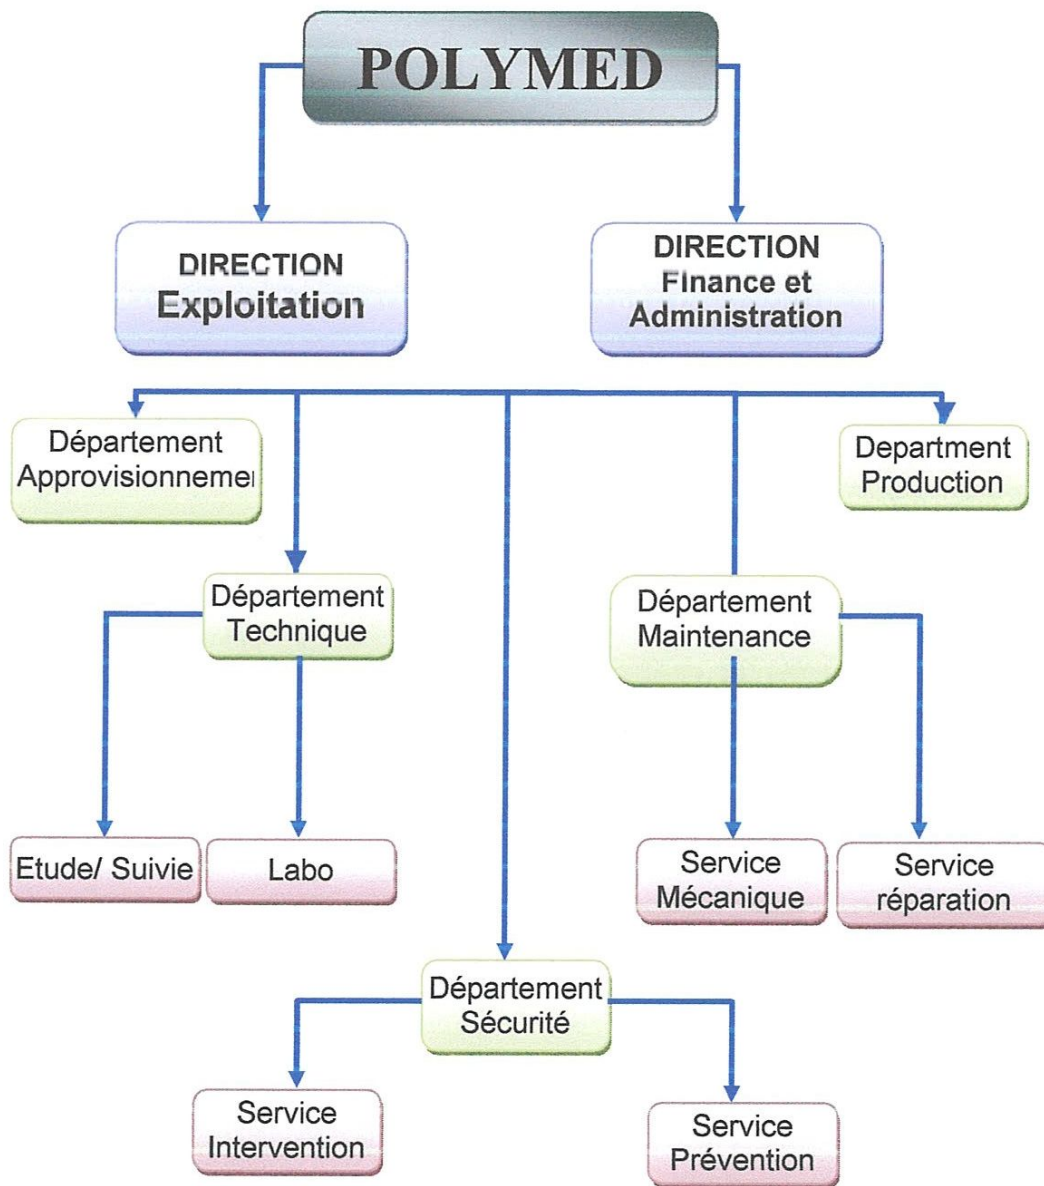 POLYMED
DIRECTION
Exploitation
DIRECTION
Finance et
Administration
Département
Approvisionneme
Department
Production
Département
Technique
Département
Maintenance
Etude/ Suivie
Labo
Service
Mécanique
Service
réparation
Département
Sécurité
Service
Intervention
Service
Prévention